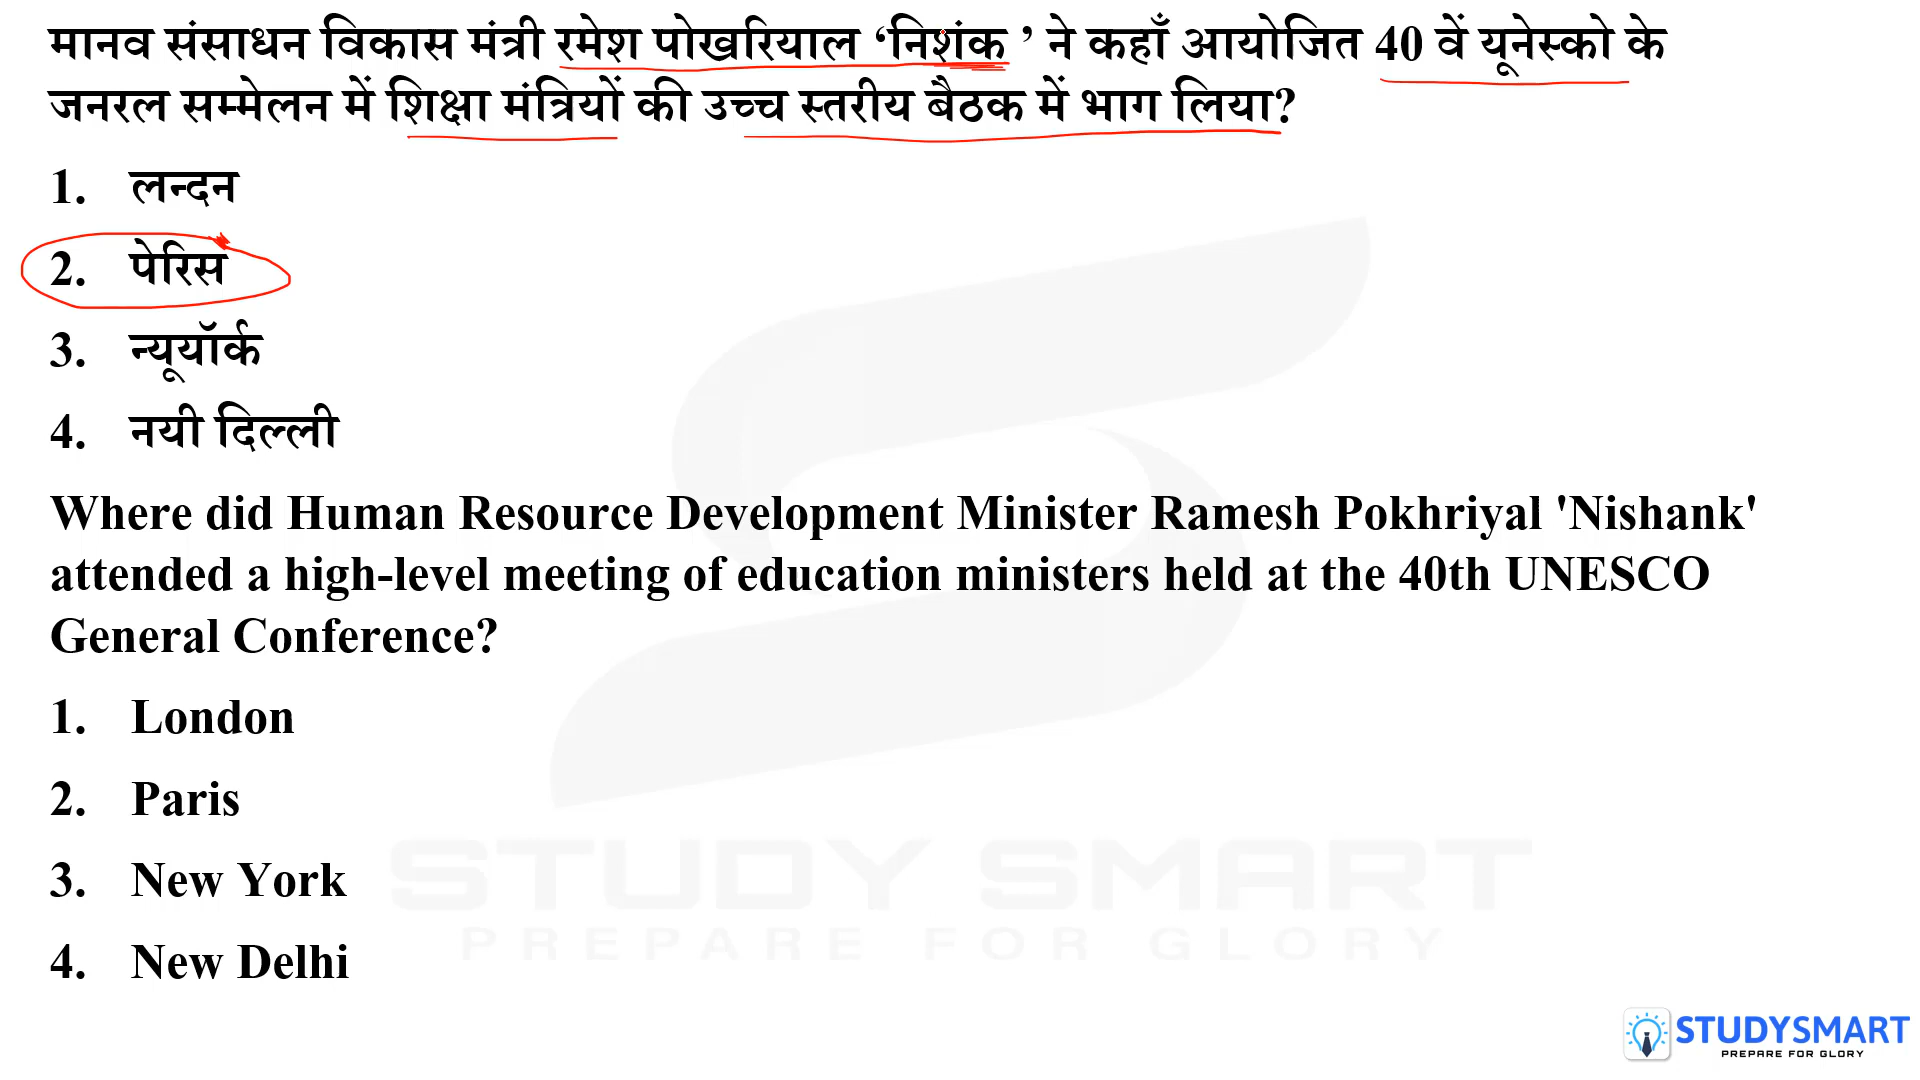 मानव संसाधन विकास मंत्री रमेश पोखरियाल ‘निशंक ’ ने कहाँ आयोजित 40 वें यूनेस्को के
जनरल सम्मेलन में शिक्षा मंत्रियों की उच्च स्तरीय बैठक में भाग लिया?
1. लन्दन
2. पेरिस
3. न्यूयॉर्क
4. नयी दिल्ली
Where did Human Resource Development Minister Ramesh Pokhriyal 'Nishank'
attended a high-level meeting of education ministers held at the 40th UNESCO
General Conference?
1. London
2. Paris
3. New York
4. New Delhi
STUDY SMART
PREPARE FOR GLORY
STUDYSMART
PREPARE FOR GLORY